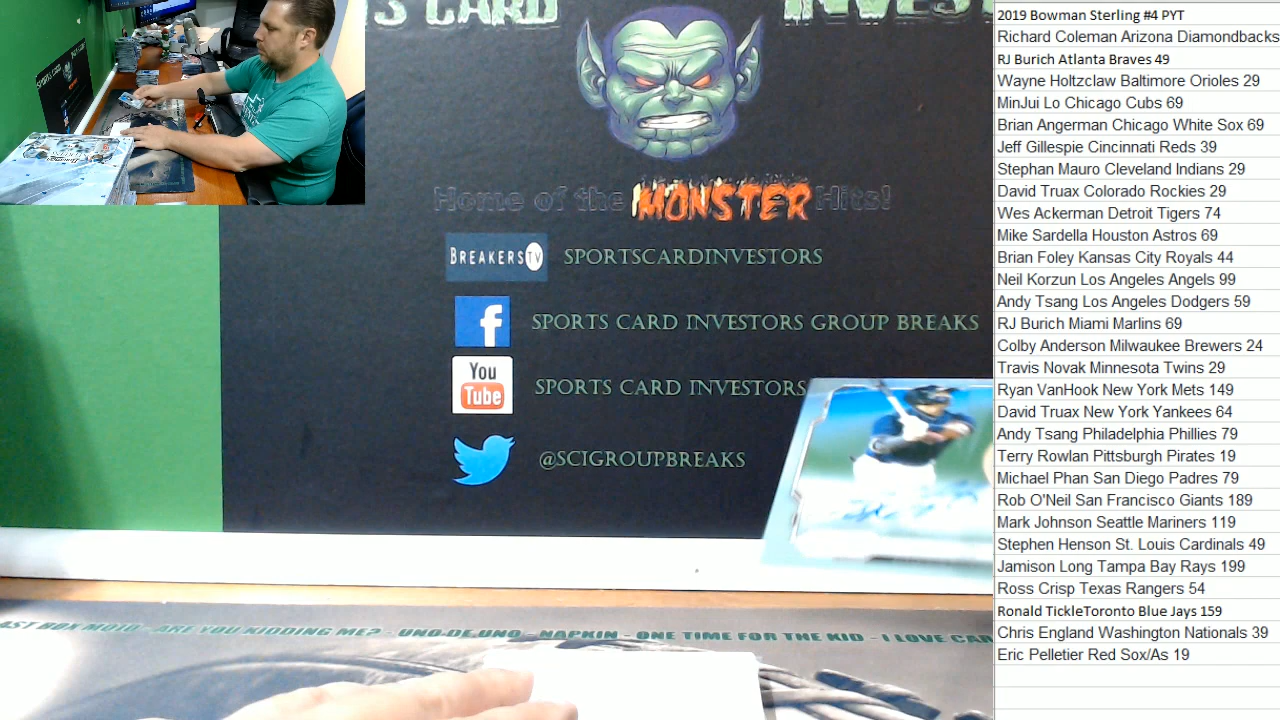 S CARD INVEST
Home of the MONSTER Hits!
BREAKERS TV SPORTSCARDINVESTORS
f SPORTS CARD INVESTORS GROUP BREAKS
You Tube SPORTS CARD INVESTORS
@SCIGROUPBREAKS
AST BOX MOJO - ARE YOU KIDDING ME? - UNO DE UNO - NAPKIN - ONE TIME FOR THE KID - I LOVE CAR
2019 Bowman Sterling #4 PYT
Richard Coleman Arizona Diamondbacks
RJ Burich Atlanta Braves 49
Wayne Holtzclaw Baltimore Orioles 29
MinJui Lo Chicago Cubs 69
Brian Angerman Chicago White Sox 69
Jeff Gillespie Cincinnati Reds 39
Stephan Mauro Cleveland Indians 29
David Truax Colorado Rockies 29
Wes Ackerman Detroit Tigers 74
Mike Sardella Houston Astros 69
Brian Foley Kansas City Royals 44
Neil Korzun Los Angeles Angels 99
Andy Tsang Los Angeles Dodgers 59
RJ Burich Miami Marlins 69
Colby Anderson Milwaukee Brewers 24
Travis Novak Minnesota Twins 29
Ryan VanHook New York Mets 149
David Truax New York Yankees 64
Andy Tsang Philadelphia Phillies 79
Terry Rowlan Pittsburgh Pirates 19
Michael Phan San Diego Padres 79
Rob O'Neil San Francisco Giants 189
Mark Johnson Seattle Mariners 119
Stephen Henson St. Louis Cardinals 49
Jamison Long Tampa Bay Rays 199
Ross Crisp Texas Rangers 54
Ronald TickleToronto Blue Jays 159
Chris England Washington Nationals 39
Eric Pelletier Red Sox/As 19